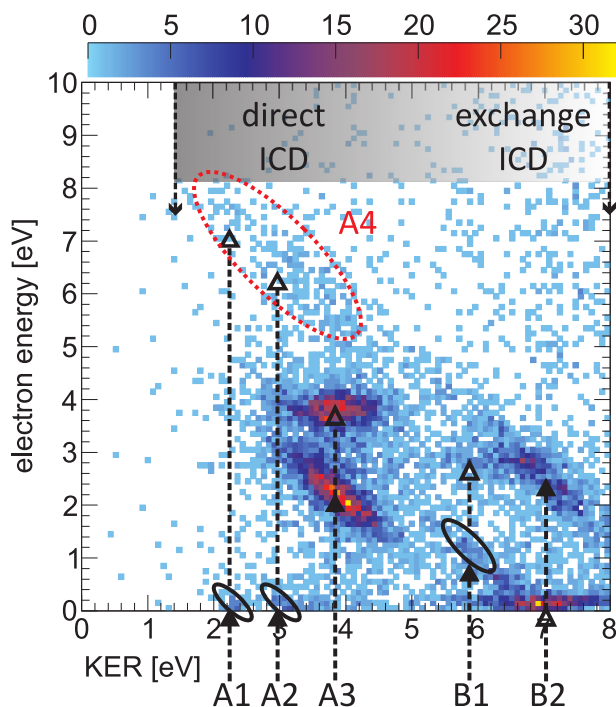 0 5 10 15 20 25 30
10
direct exchange
ICD ICD
9
8
A4
7
6
5
4
3
2
1
0
electron energy [eV]
0 1 2 3 4 5 6 7 8
KER [eV]
A1 A2 A3 B1 B2